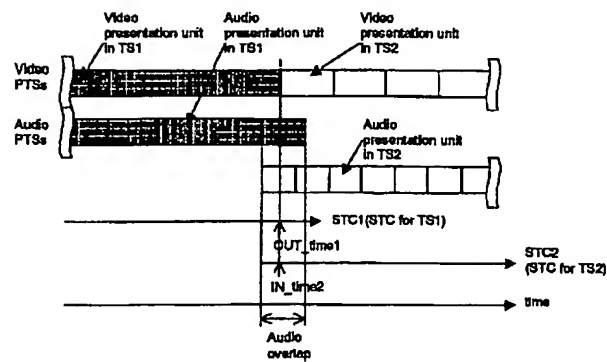 Video
presentation unit
in TS1
Audio
presentation unit
in TS1
Video
presentation unit
in TS2
Video
PTSs
Audio
PTSs
Audio
presentation unit
in TS2
STC1(STC for TS1)
OUT_time1
STC2
(STC for TS2)
IN_time2
time
Audio
overlap